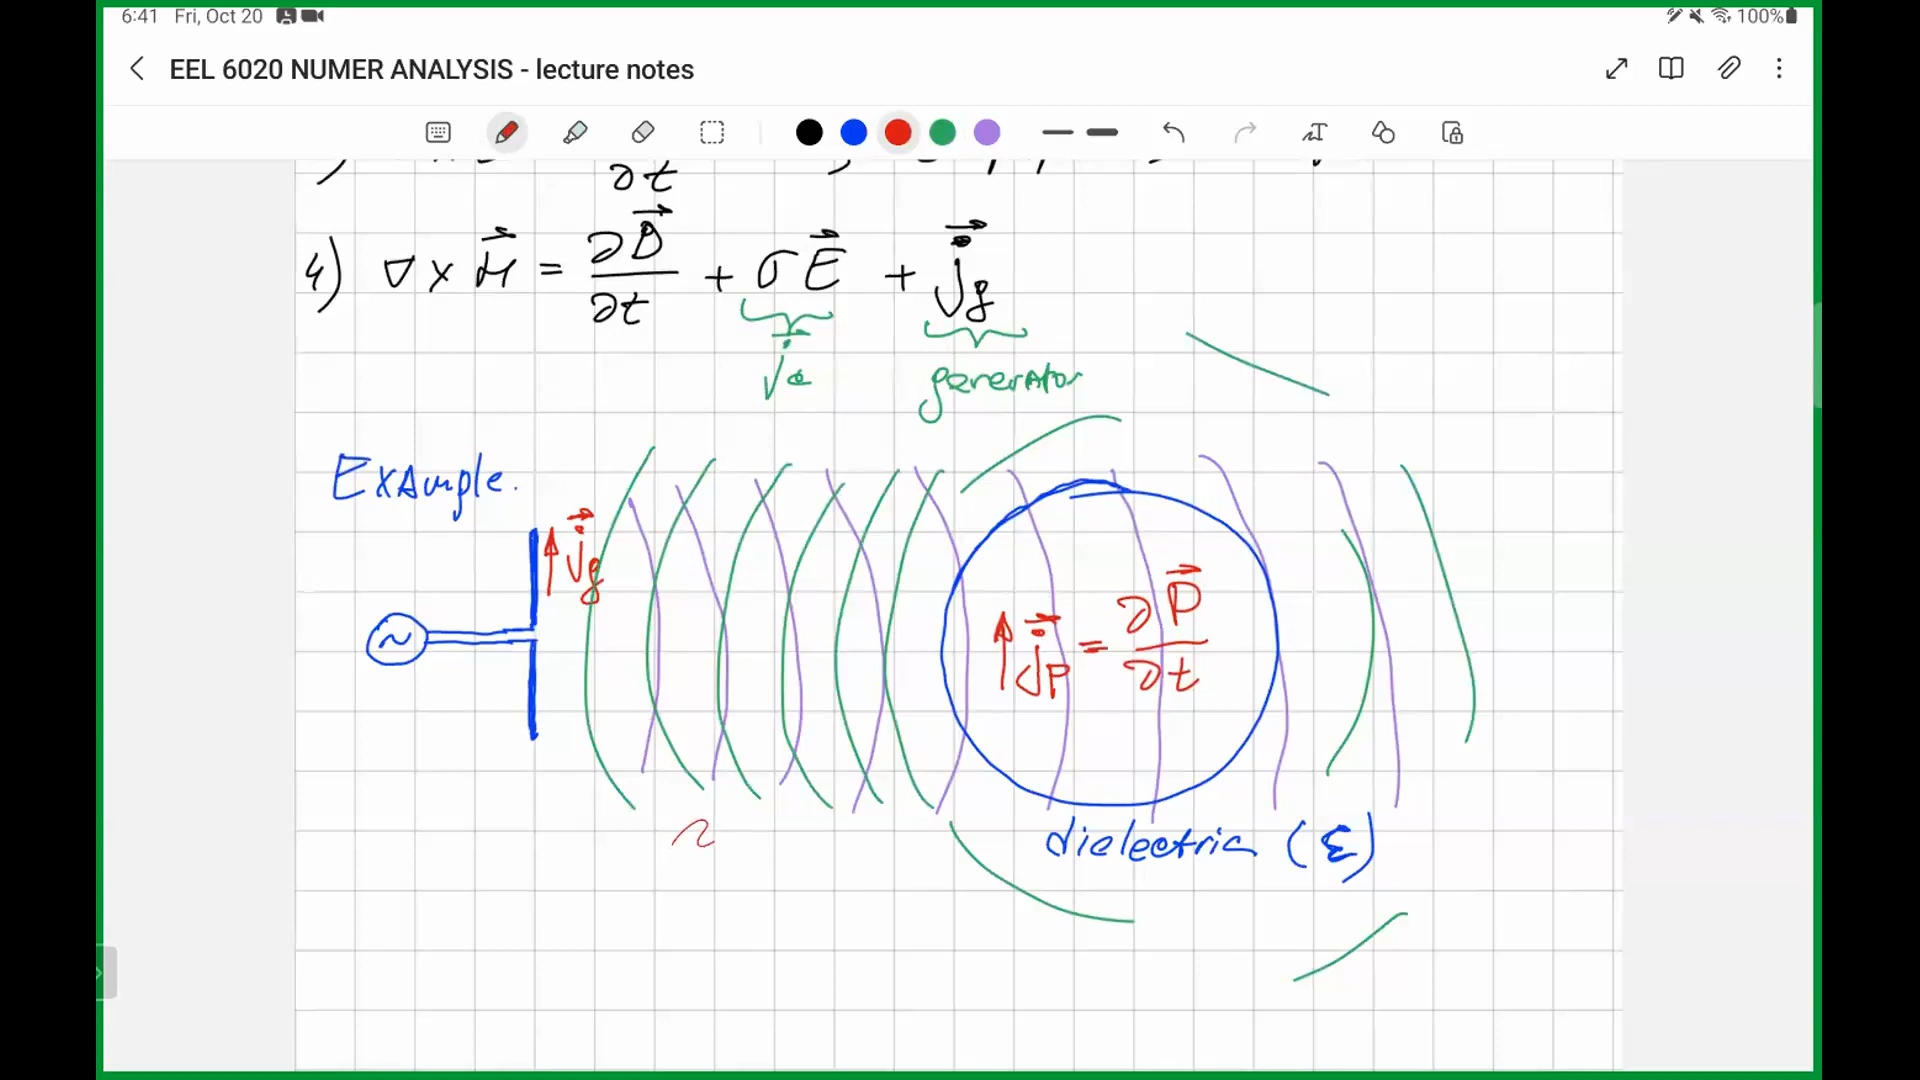 6:41 Fri, Oct 20 100%
EEL 6020 NUMER ANALYSIS - lecture notes
∂t
4) ∇ × H⃗ = ∂D⃗/∂t + σE⃗ + j⃗g
j⃗e generator
Example.
j⃗g
j⃗p = ∂P⃗/∂t
dielectric (ε)